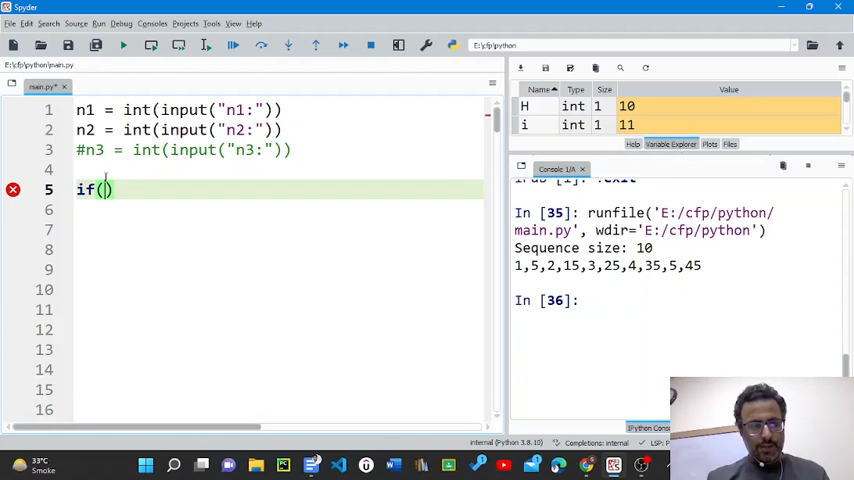 Spyder
File Edit Search Source Run Debug Consoles Projects Tools View Help
E:\cfp\python
E:\cfp\python\main.py
main.py*
1 n1 = int(input("n1:"))
2 n2 = int(input("n2:"))
3 #n3 = int(input("n3:"))
4
5 if()
6
7
8
9
10
11
12
13
14
15
16
Name Type Size Value
H int 1 10
i int 1 11
Help Variable Explorer Plots Files
Console 1/A
In [35]: runfile('E:/cfp/python/
main.py', wdir='E:/cfp/python')
Sequence size: 10
1,5,2,15,3,25,4,35,5,45
In [36]:
IPython Cons
internal (Python 3.8.10) Completions: internal LSP:
33°C
Smoke